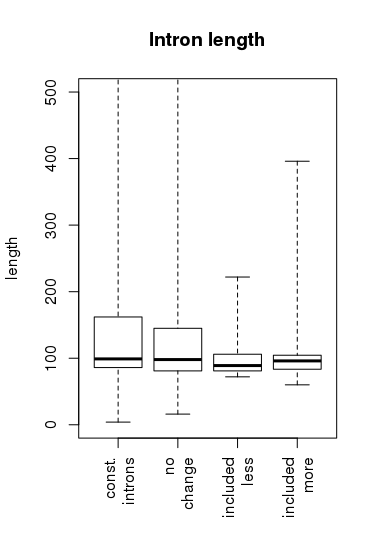 Intron length
length
500
400
300
200
100
0
const.
introns
no
change
included
less
included
more